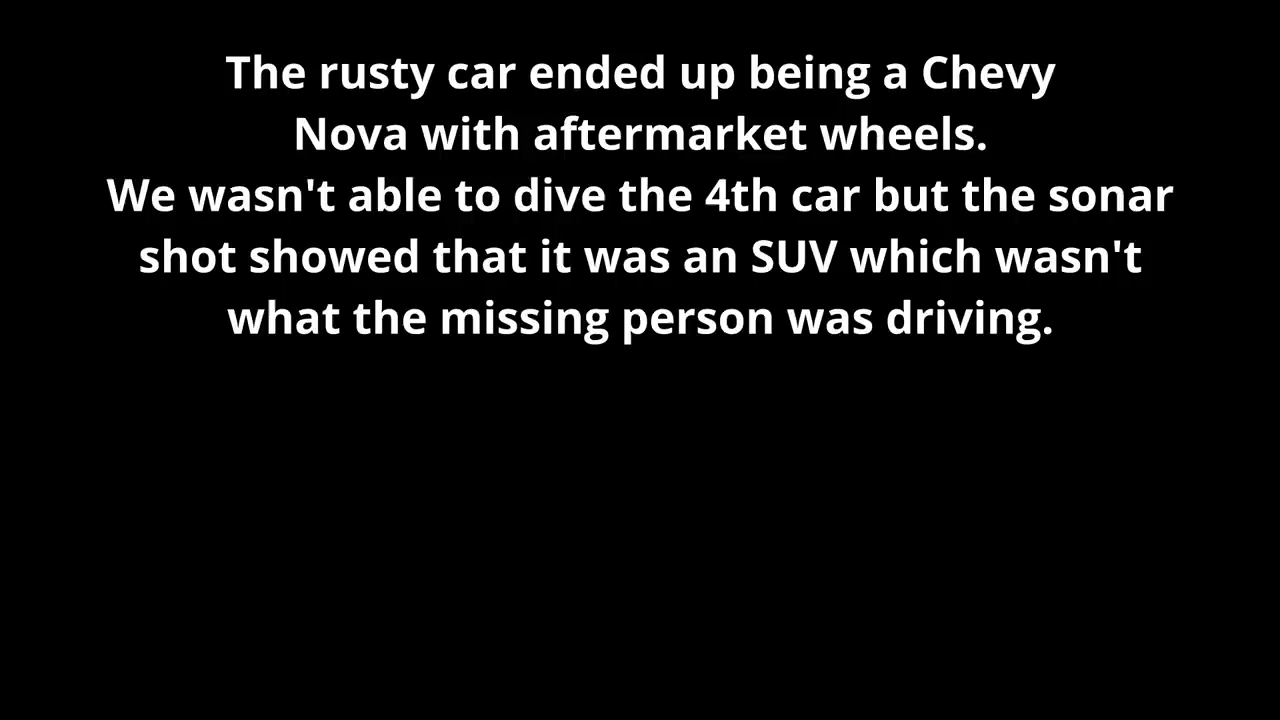 The rusty car ended up being a Chevy
Nova with aftermarket wheels.
We wasn't able to dive the 4th car but the sonar
shot showed that it was an SUV which wasn't
what the missing person was driving.